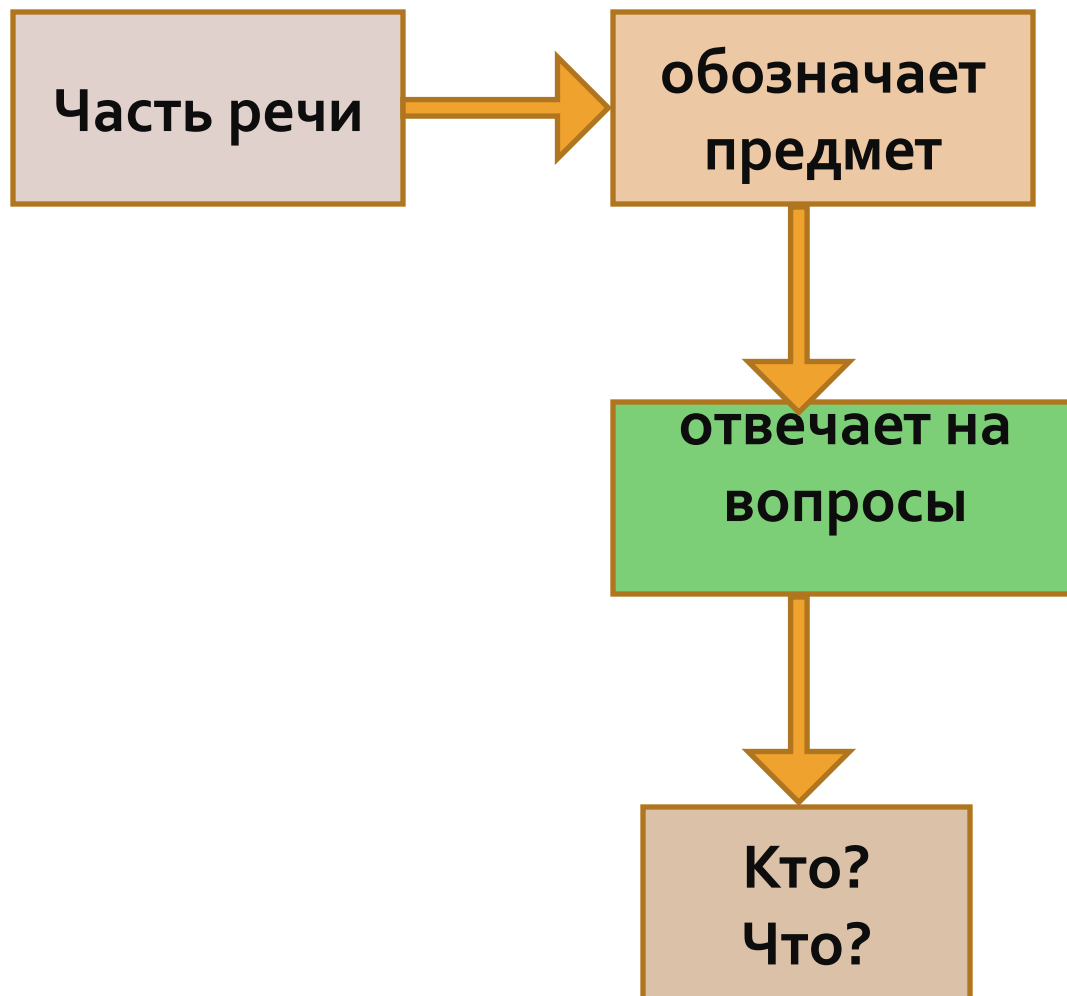 Часть речи
обозначает
предмет
отвечает на
вопросы
Кто?
Что?